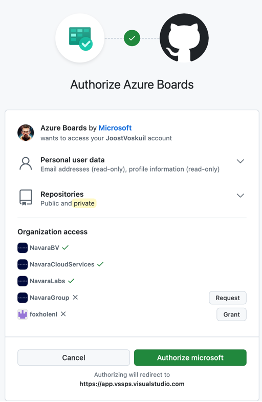 Authorize Azure Boards
Azure Boards by Microsoft
wants to access your JoostVoskuil account
Personal user data
Email addresses (read-only), profile information (read-only)
Repositories
Public and private
Organization access
NavaraBV ✓
NavaraCloudServices ✓
NavaraLabs ✓
NavaraGroup ✕
Request
foxholenl ✕
Grant
Cancel
Authorize microsoft
Authorizing will redirect to
https://app.vssps.visualstudio.com